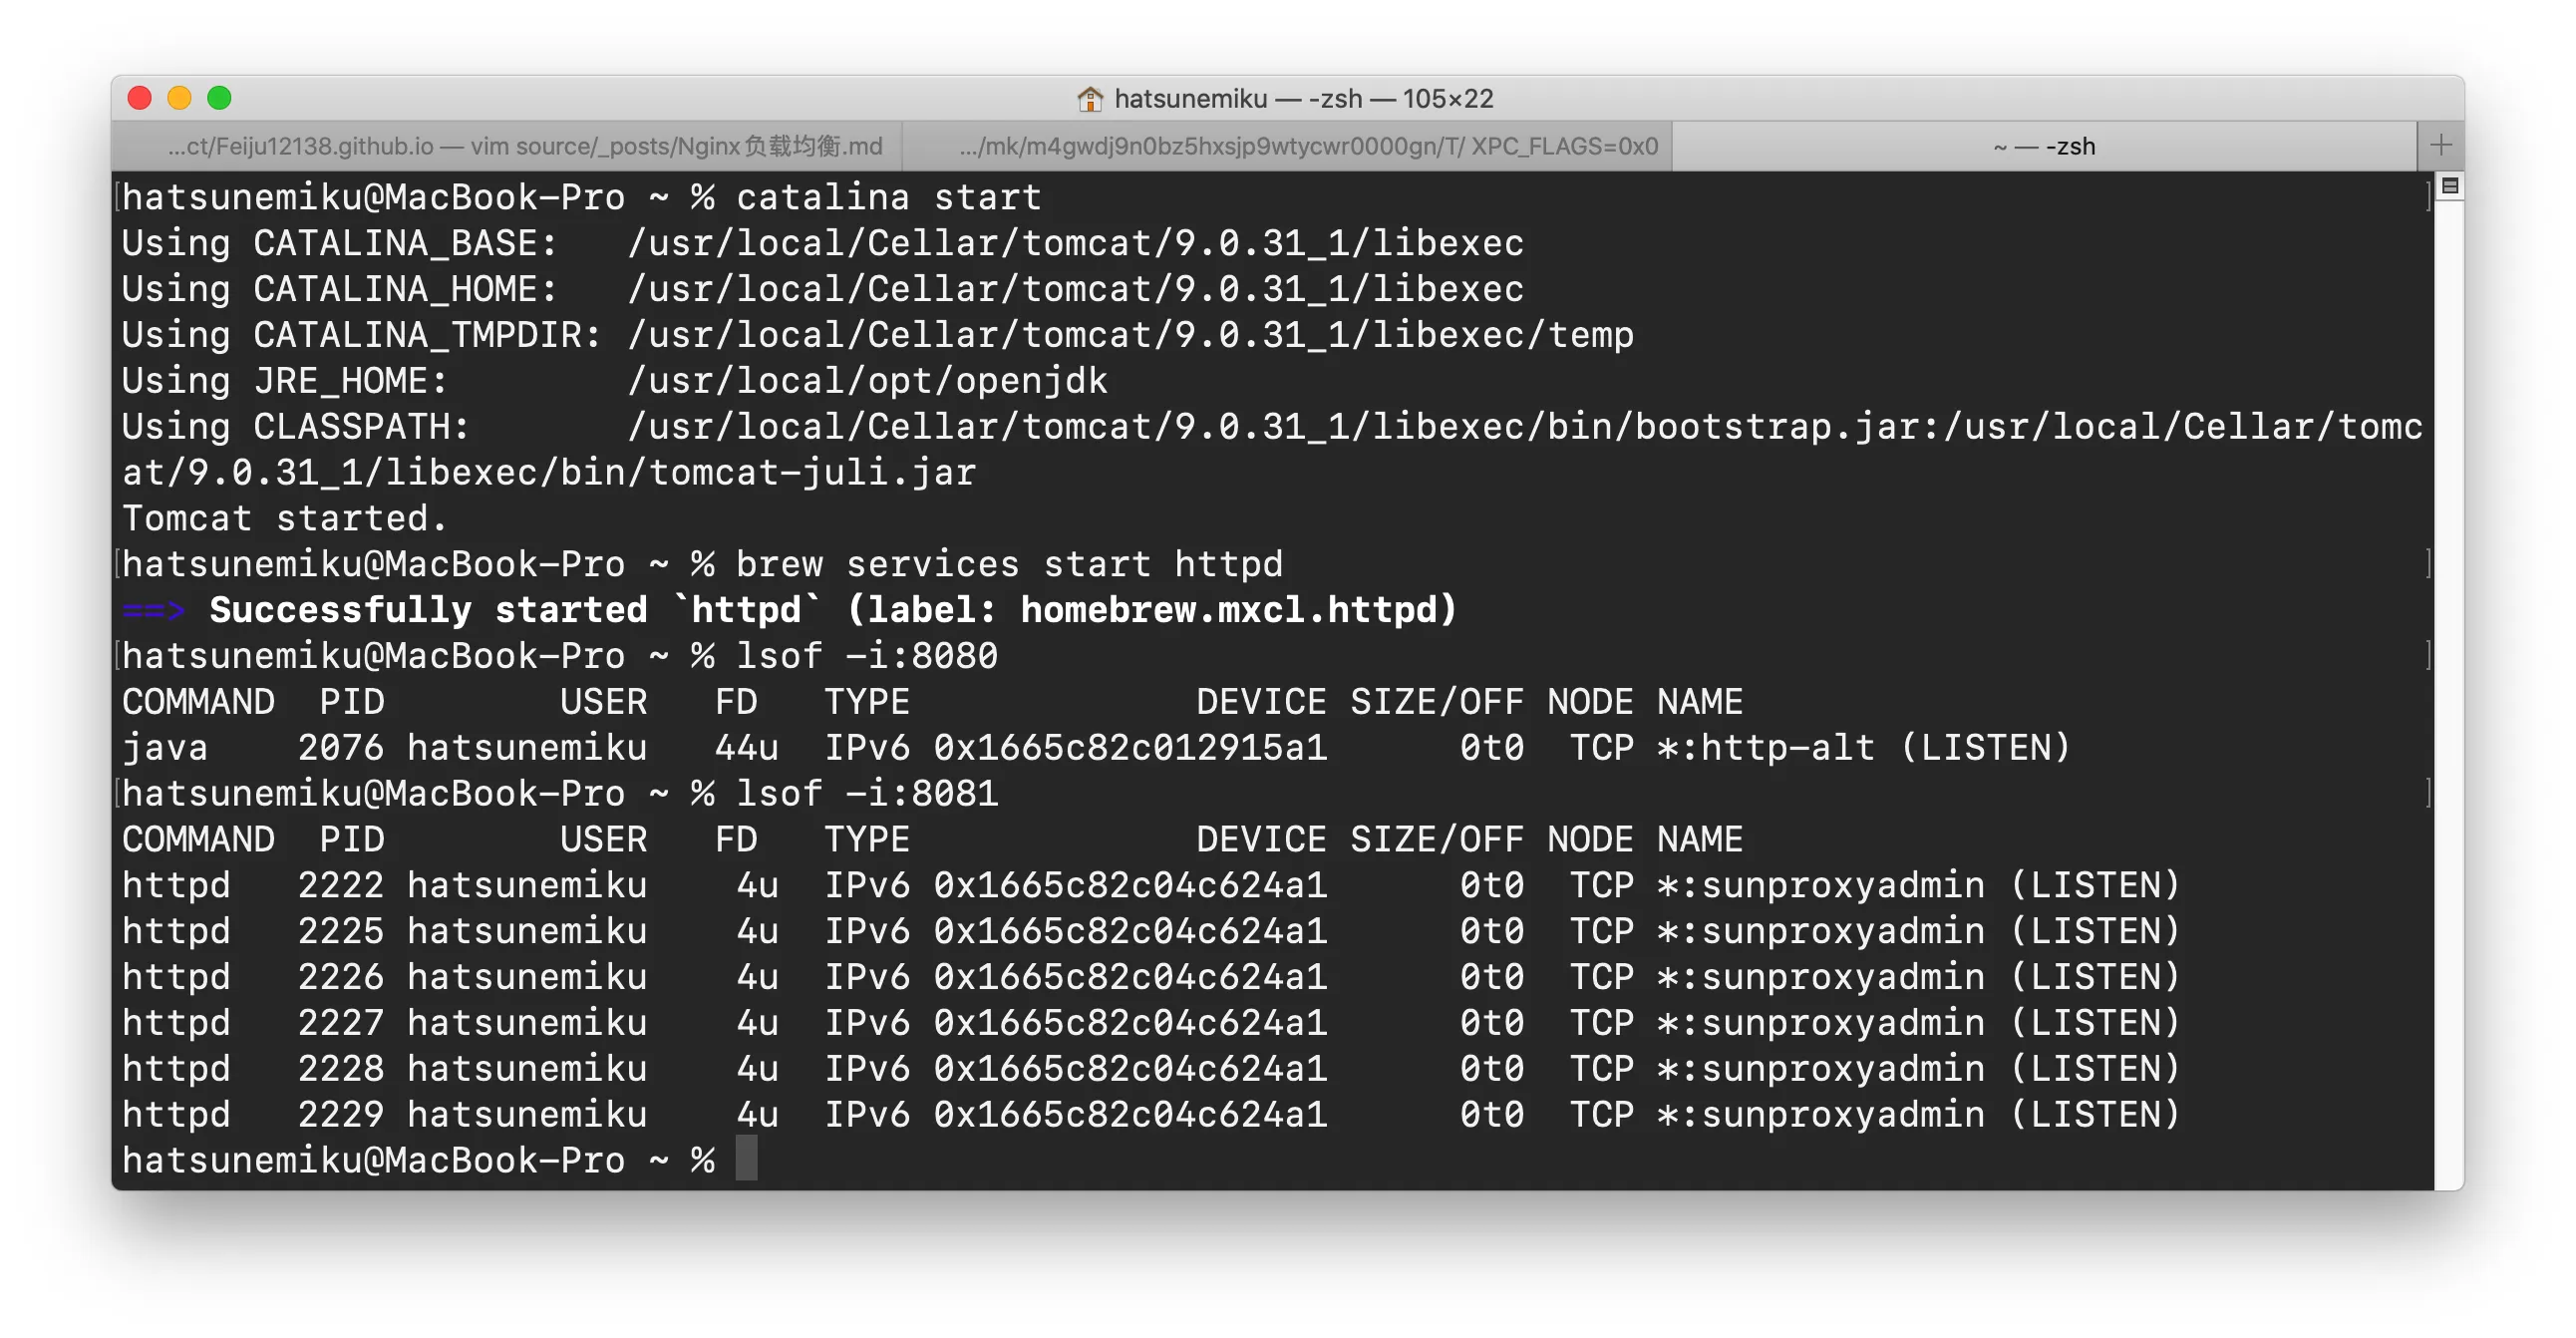 hatsunemiku — -zsh — 105×22
...ct/Feiju12138.github.io — vim source/_posts/Nginx负载均衡.md
.../mk/m4gwdj9n0bz5hxsjp9wtycwr0000gn/T/ XPC_FLAGS=0x0
~ — -zsh
[hatsunemiku@MacBook-Pro ~ % catalina start ]
Using CATALINA_BASE:   /usr/local/Cellar/tomcat/9.0.31_1/libexec
Using CATALINA_HOME:   /usr/local/Cellar/tomcat/9.0.31_1/libexec
Using CATALINA_TMPDIR: /usr/local/Cellar/tomcat/9.0.31_1/libexec/temp
Using JRE_HOME:        /usr/local/opt/openjdk
Using CLASSPATH:       /usr/local/Cellar/tomcat/9.0.31_1/libexec/bin/bootstrap.jar:/usr/local/Cellar/tomc
at/9.0.31_1/libexec/bin/tomcat-juli.jar
Tomcat started.
[hatsunemiku@MacBook-Pro ~ % brew services start httpd ]
==> Successfully started `httpd` (label: homebrew.mxcl.httpd)
[hatsunemiku@MacBook-Pro ~ % lsof -i:8080 ]
COMMAND  PID        USER   FD   TYPE             DEVICE SIZE/OFF NODE NAME
java    2076 hatsunemiku   44u  IPv6 0x1665c82c012915a1      0t0  TCP *:http-alt (LISTEN)
[hatsunemiku@MacBook-Pro ~ % lsof -i:8081 ]
COMMAND  PID        USER   FD   TYPE             DEVICE SIZE/OFF NODE NAME
httpd   2222 hatsunemiku    4u  IPv6 0x1665c82c04c624a1      0t0  TCP *:sunproxyadmin (LISTEN)
httpd   2225 hatsunemiku    4u  IPv6 0x1665c82c04c624a1      0t0  TCP *:sunproxyadmin (LISTEN)
httpd   2226 hatsunemiku    4u  IPv6 0x1665c82c04c624a1      0t0  TCP *:sunproxyadmin (LISTEN)
httpd   2227 hatsunemiku    4u  IPv6 0x1665c82c04c624a1      0t0  TCP *:sunproxyadmin (LISTEN)
httpd   2228 hatsunemiku    4u  IPv6 0x1665c82c04c624a1      0t0  TCP *:sunproxyadmin (LISTEN)
httpd   2229 hatsunemiku    4u  IPv6 0x1665c82c04c624a1      0t0  TCP *:sunproxyadmin (LISTEN)
hatsunemiku@MacBook-Pro ~ %